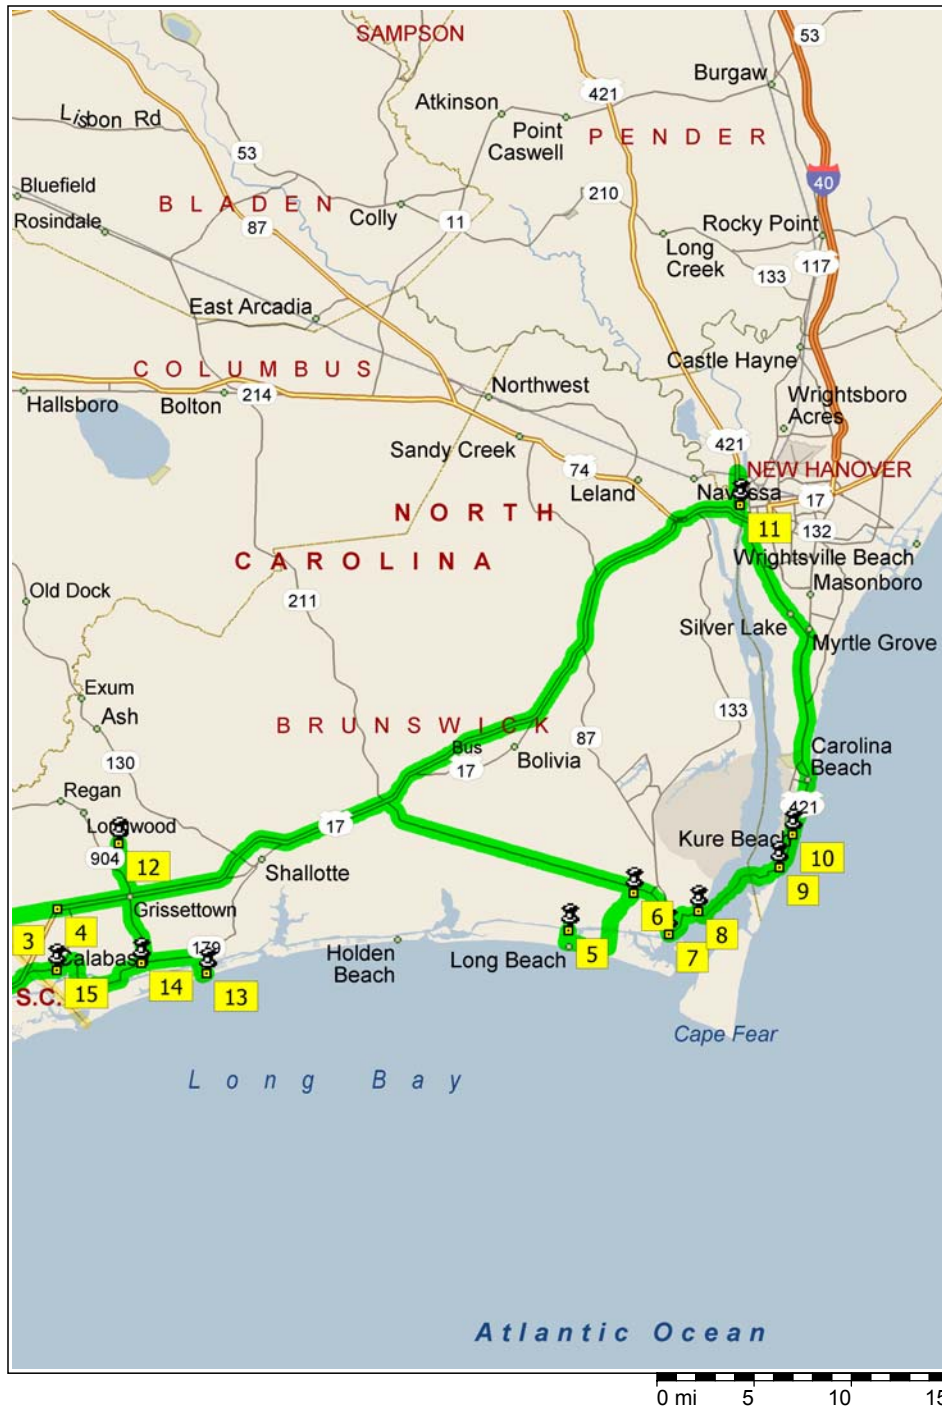 SAMPSON
53
Burgaw
421
Atkinson
Point
Caswell
PENDER
Lisbon Rd
53
40
Bluefield
BLADEN
210
Rosindale
87
Colly
11
Rocky Point
Long
Creek
117
133
East Arcadia
Castle Hayne
COLUMBUS
Northwest
Wrightsboro
Acres
Hallsboro
Bolton
214
Sandy Creek
421
74
NEW HANOVER
Leland
Navassa
17
NORTH
11
132
CAROLINA
Wrightsville Beach
Masonboro
Old Dock
211
Silver Lake
Myrtle Grove
Exum
133
Ash
BRUNSWICK
87
Bus
17
Bolivia
Carolina
Beach
130
Regan
421
Longwood
17
Kure Beach
904
12
Shallotte
10
9
Grissettown
6
8
3
4
179
Holden
Beach
Long Beach
5
7
Calabas
14
13
S.C.
15
Cape Fear
Long Bay
Atlantic Ocean
0 mi
5
10
15